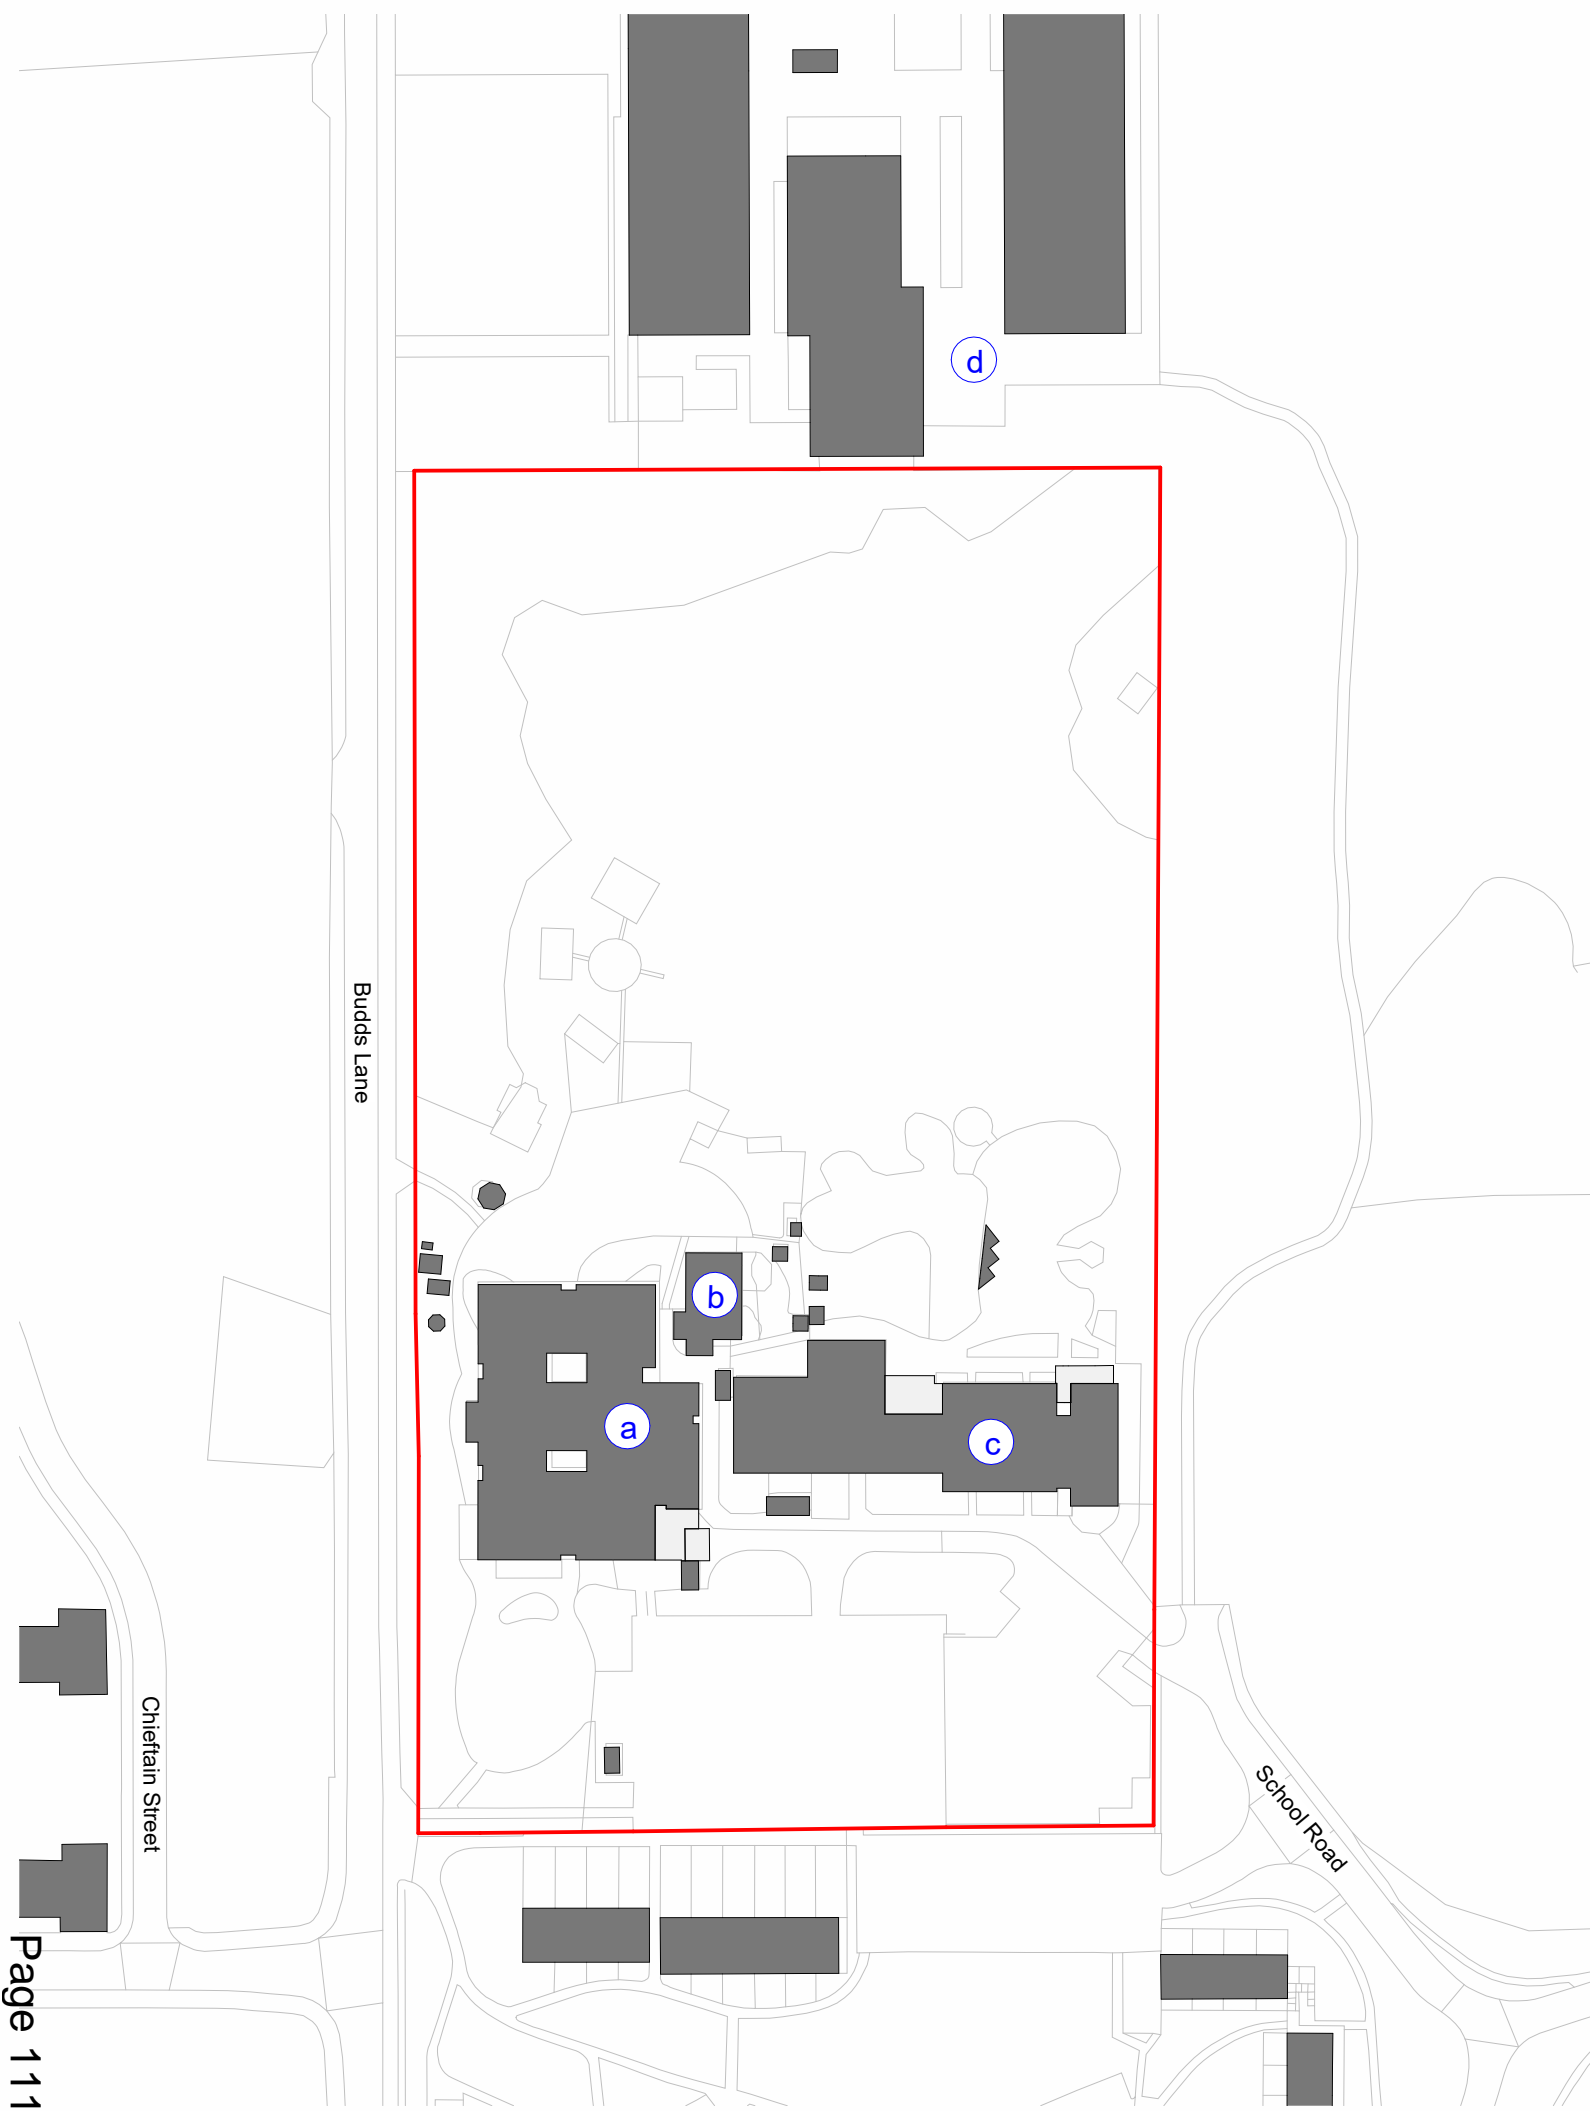 d
Budds Lane
b
a
c
Chieftain Street
School Road
Page 111